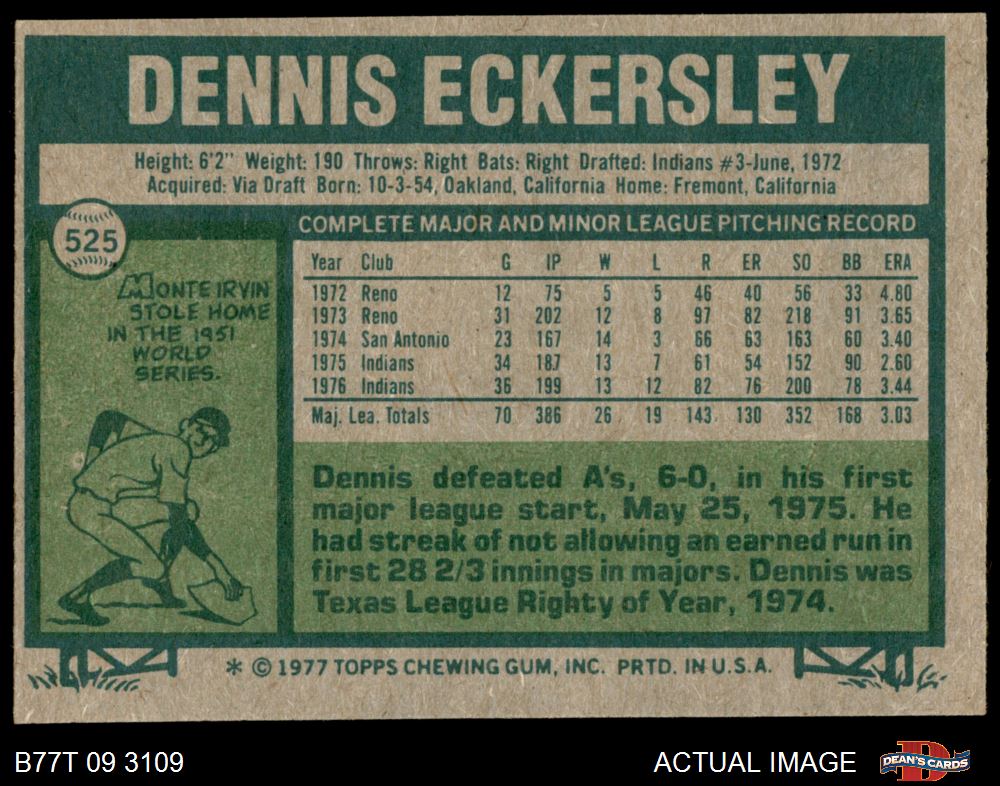 DENNIS ECKERSLEY
Height: 6'2" Weight: 190 Throws: Right Bats: Right Drafted: Indians #3-June, 1972
Acquired: Via Draft Born: 10-3-54, Oakland, California Home: Fremont, California
525
MONTE IRVIN
STOLE HOME
IN THE 1951
WORLD
SERIES.
COMPLETE MAJOR AND MINOR LEAGUE PITCHING RECORD
Year Club G IP W L R ER SO BB ERA
1972 Reno 12 75 5 5 46 40 56 33 4.80
1973 Reno 31 202 12 8 97 82 218 91 3.65
1974 San Antonio 23 167 14 3 66 63 163 60 3.40
1975 Indians 34 187 13 7 61 54 152 90 2.60
1976 Indians 36 199 13 12 82 76 200 78 3.44
Maj. Lea. Totals 70 386 26 19 143 130 352 168 3.03
Dennis defeated A's, 6-0, in his first
major league start, May 25, 1975. He
had streak of not allowing an earned run in
first 28 2/3 innings in majors. Dennis was
Texas League Righty of Year, 1974.
* © 1977 TOPPS CHEWING GUM, INC. PRTD. IN U.S.A.
B77T 09 3109
ACTUAL IMAGE
D
DEAN'S CARDS